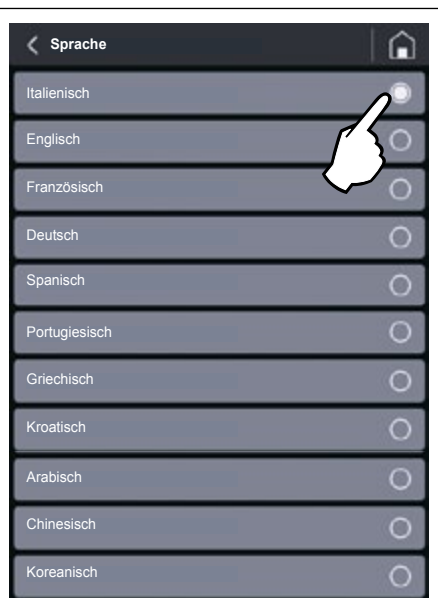 Sprache
Italienisch
Englisch
Französisch
Deutsch
Spanisch
Portugiesisch
Griechisch
Kroatisch
Arabisch
Chinesisch
Koreanisch